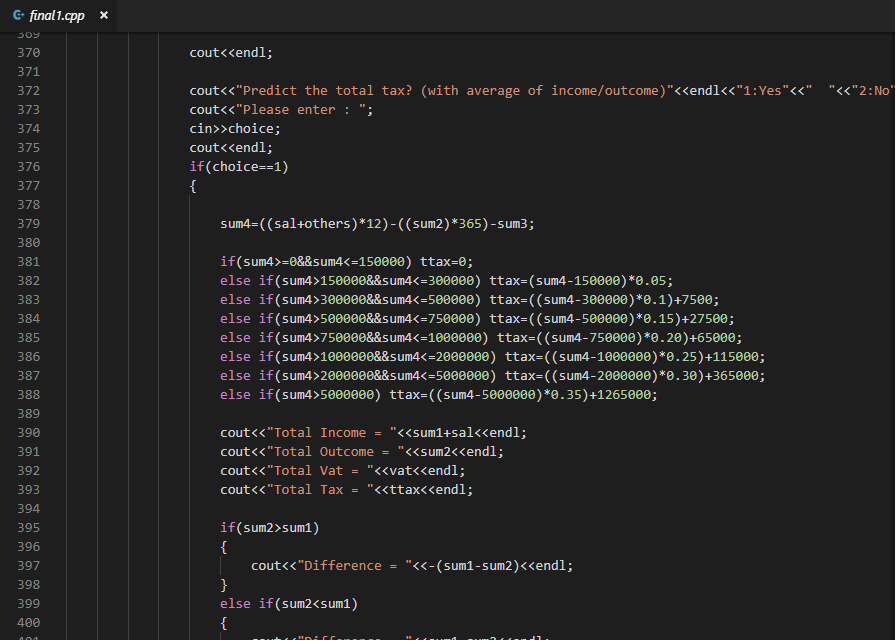 final1.cpp ×
369
370 cout<<endl;
371
372 cout<<"Predict the total tax? (with average of income/outcome)"<<endl<<"1:Yes"<<"  "<<"2:No"
373 cout<<"Please enter : ";
374 cin>>choice;
375 cout<<endl;
376 if(choice==1)
377 {
378
379 sum4=((sal+others)*12)-((sum2)*365)-sum3;
380
381 if(sum4>=0&&sum4<=150000) ttax=0;
382 else if(sum4>150000&&sum4<=300000) ttax=(sum4-150000)*0.05;
383 else if(sum4>300000&&sum4<=500000) ttax=((sum4-300000)*0.1)+7500;
384 else if(sum4>500000&&sum4<=750000) ttax=((sum4-500000)*0.15)+27500;
385 else if(sum4>750000&&sum4<=1000000) ttax=((sum4-750000)*0.20)+65000;
386 else if(sum4>1000000&&sum4<=2000000) ttax=((sum4-1000000)*0.25)+115000;
387 else if(sum4>2000000&&sum4<=5000000) ttax=((sum4-2000000)*0.30)+365000;
388 else if(sum4>5000000) ttax=((sum4-5000000)*0.35)+1265000;
389
390 cout<<"Total Income = "<<sum1+sal<<endl;
391 cout<<"Total Outcome = "<<sum2<<endl;
392 cout<<"Total Vat = "<<vat<<endl;
393 cout<<"Total Tax = "<<ttax<<endl;
394
395 if(sum2>sum1)
396 {
397 cout<<"Difference = "<<-(sum1-sum2)<<endl;
398 }
399 else if(sum2<sum1)
400 {
401 cout<<"Difference = "<<sum1-sum2<<endl;